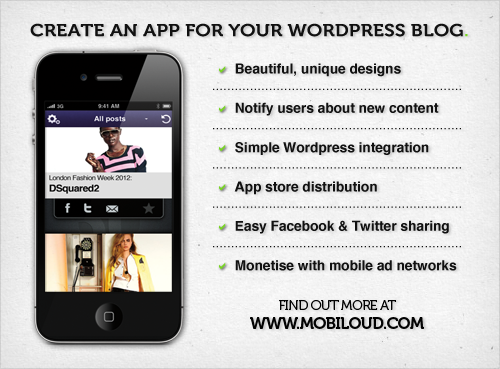 CREATE AN APP FOR YOUR WORDPRESS BLOG.
3G 9:41 AM
All posts
London Fashion Week 2012:
DSquared2
Beautiful, unique designs
Notify users about new content
Simple Wordpress integration
App store distribution
Easy Facebook & Twitter sharing
Monetise with mobile ad networks
FIND OUT MORE AT
WWW.MOBILOUD.COM